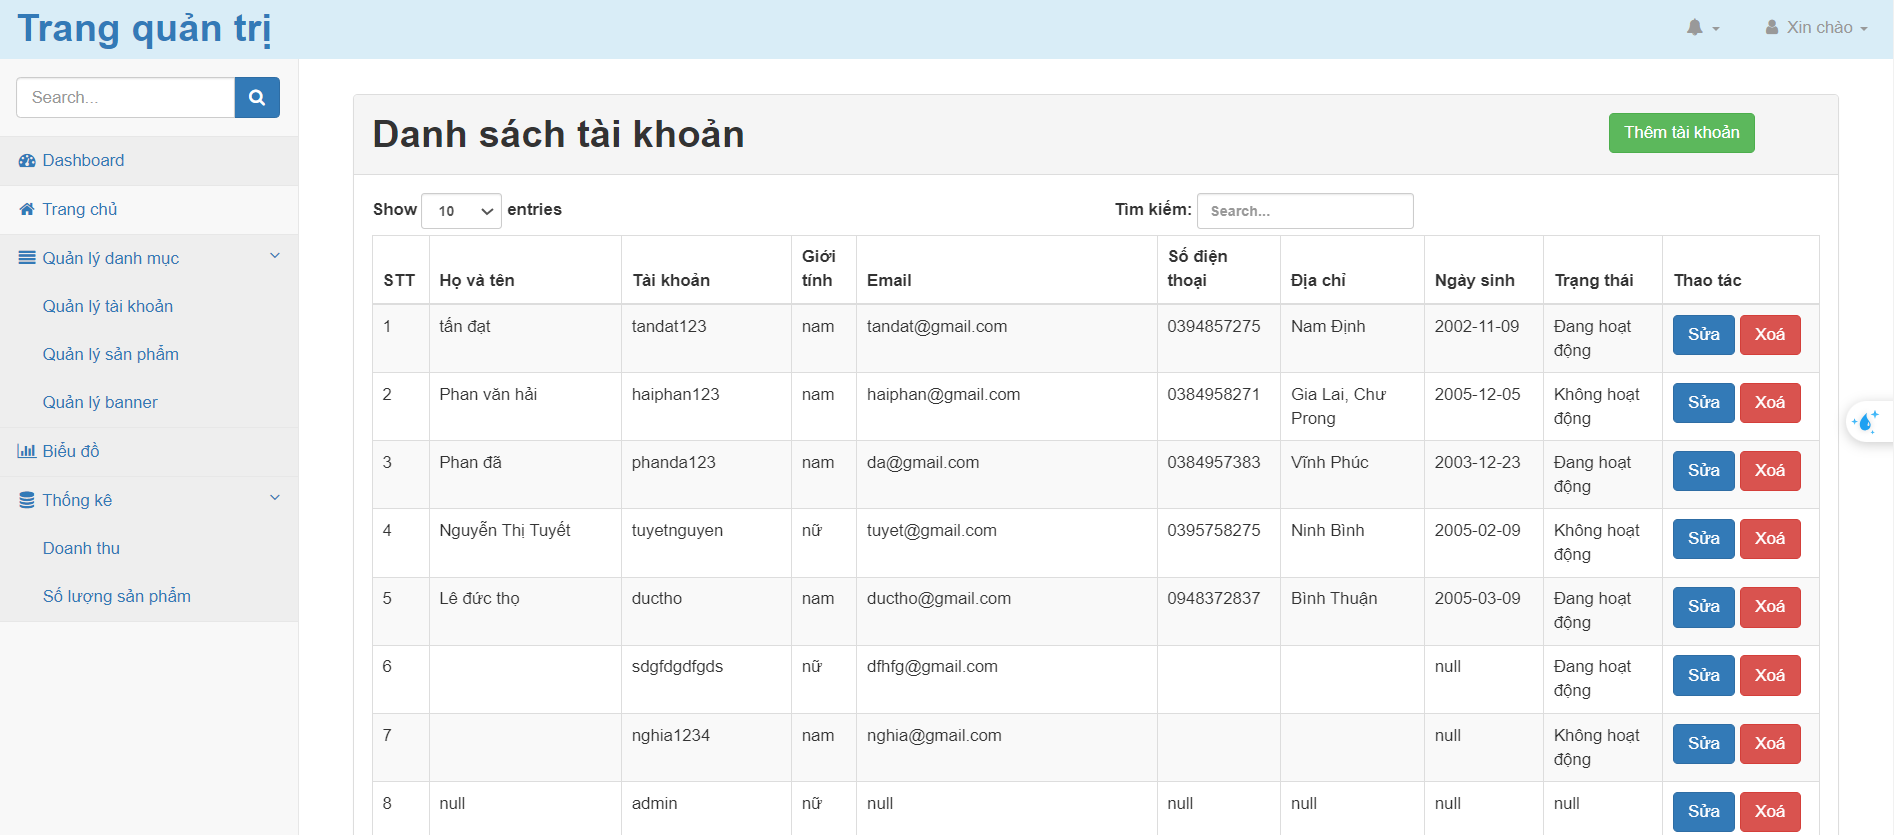 Trang quản trị
Xin chào
Search...
Dashboard
Trang chủ
Quản lý danh mục
Quản lý tài khoản
Quản lý sản phẩm
Quản lý banner
Biểu đồ
Thống kê
Doanh thu
Số lượng sản phẩm
Danh sách tài khoản
Thêm tài khoản
Show 10 entries
Tìm kiếm: Search...
STT Họ và tên Tài khoản Giới tính Email Số điện thoại Địa chỉ Ngày sinh Trạng thái Thao tác
1 tấn đạt tandat123 nam tandat@gmail.com 0394857275 Nam Định 2002-11-09 Đang hoạt động Sửa Xoá
2 Phan văn hải haiphan123 nam haiphan@gmail.com 0384958271 Gia Lai, Chư Prong 2005-12-05 Không hoạt động Sửa Xoá
3 Phan đã phanda123 nam da@gmail.com 0384957383 Vĩnh Phúc 2003-12-23 Đang hoạt động Sửa Xoá
4 Nguyễn Thị Tuyết tuyetnguyen nữ tuyet@gmail.com 0395758275 Ninh Bình 2005-02-09 Không hoạt động Sửa Xoá
5 Lê đức thọ ductho nam ductho@gmail.com 0948372837 Bình Thuận 2005-03-09 Đang hoạt động Sửa Xoá
6 sdgfdgdfgds nữ dfhfg@gmail.com null Đang hoạt động Sửa Xoá
7 nghia1234 nam nghia@gmail.com null Không hoạt động Sửa Xoá
8 null admin nữ null null null null null Sửa Xoá